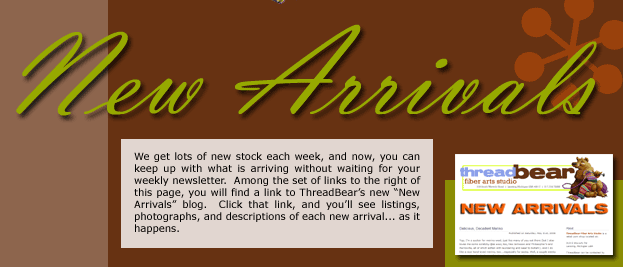 New Arrivals
We get lots of new stock each week, and now, you can
keep up with what is arriving without waiting for your
weekly newsletter. Among the set of links to the right of
this page, you will find a link to ThreadBear's new “New
Arrivals” blog. Click that link, and you'll see listings,
photographs, and descriptions of each new arrival... as it
happens.
threadbear
fiber arts studio
NEW ARRIVALS